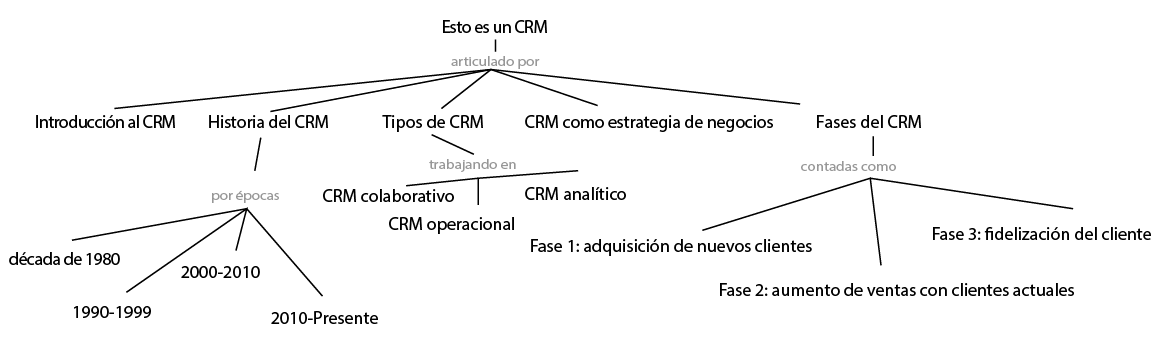 Esto es un CRM
articulado por
Introducción al CRM
Historia del CRM
Tipos de CRM
CRM como estrategia de negocios
Fases del CRM
por épocas
década de 1980
1990-1999
2000-2010
2010-Presente
trabajando en
CRM colaborativo
CRM operacional
CRM analítico
contadas como
Fase 1: adquisición de nuevos clientes
Fase 2: aumento de ventas con clientes actuales
Fase 3: fidelización del cliente